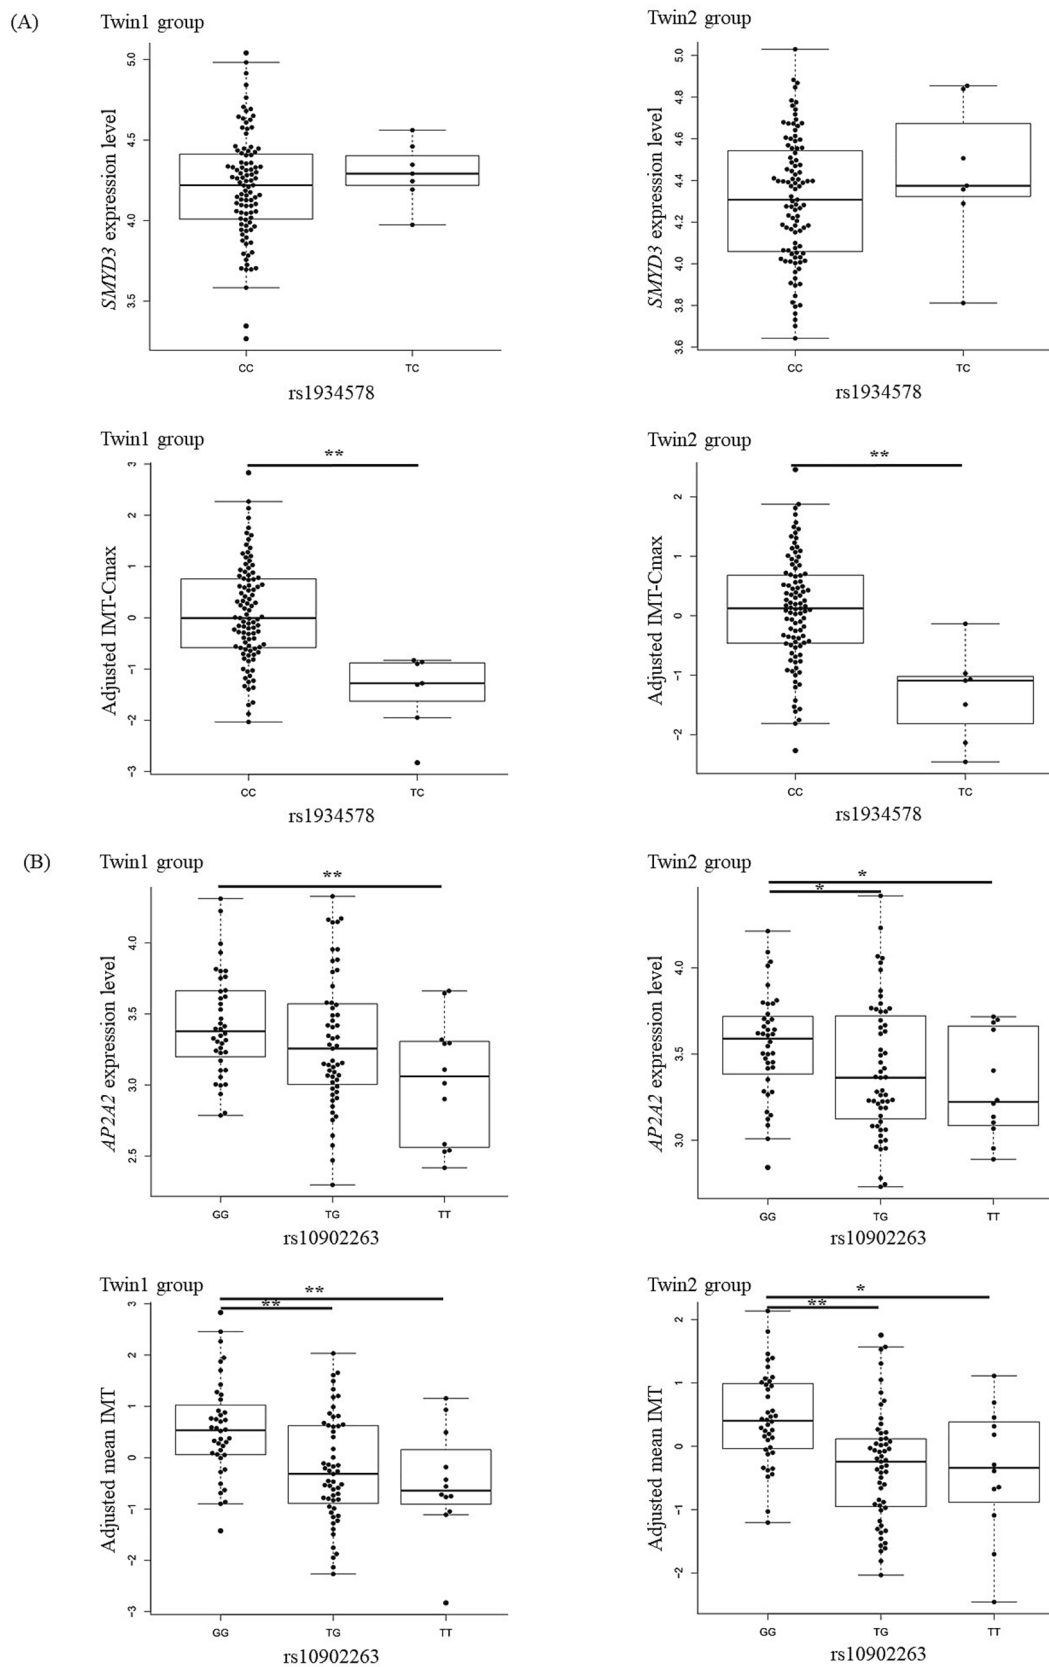 (A)
Twin1 group
SMYD3 expression level
5.0
4.5
4.0
3.5
CC TC
rs1934578
Twin2 group
SMYD3 expression level
5.0
4.8
4.6
4.4
4.2
4.0
3.8
3.6
CC TC
rs1934578
Twin1 group
**
Adjusted IMT-Cmax
3
2
1
0
-1
-2
-3
CC TC
rs1934578
Twin2 group
**
Adjusted IMT-Cmax
2
1
0
-1
-2
CC TC
rs1934578
(B)
Twin1 group
**
AP2A2 expression level
4.0
3.5
3.0
2.5
GG TG TT
rs10902263
Twin2 group
*
*
AP2A2 expression level
4.0
3.5
3.0
GG TG TT
rs10902263
Twin1 group
**
**
Adjusted mean IMT
3
2
1
0
-1
-2
-3
GG TG TT
rs10902263
Twin2 group
*
**
Adjusted mean IMT
2
1
0
-1
-2
GG TG TT
rs10902263